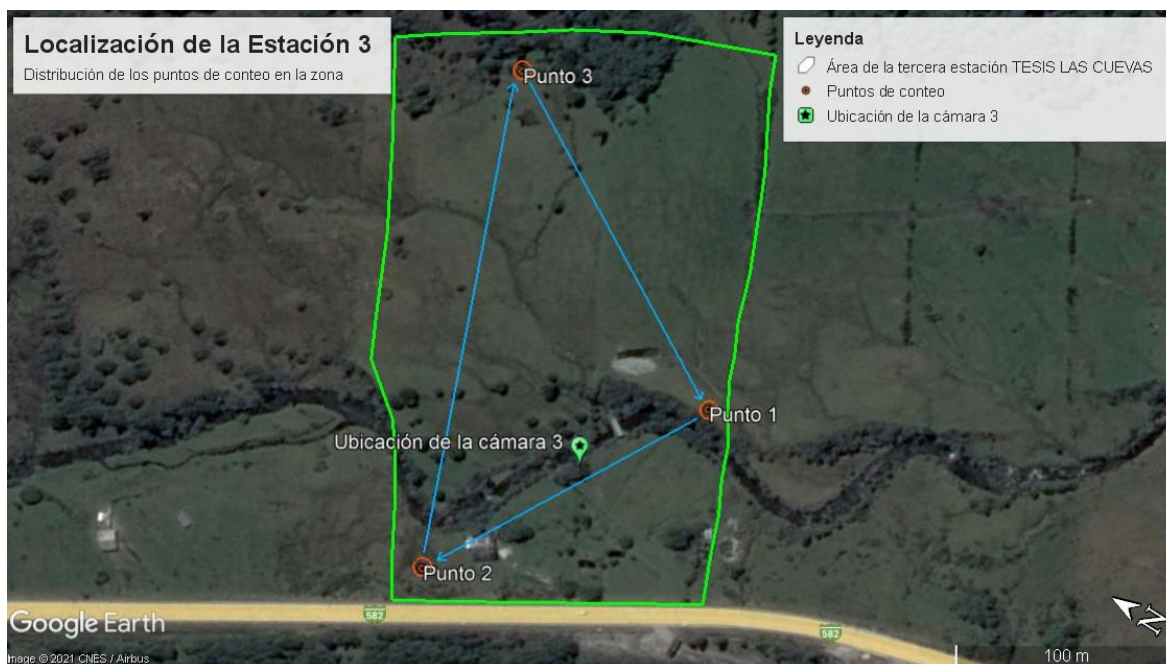 Localización de la Estación 3
Distribución de los puntos de conteo en la zona
Leyenda
Área de la tercera estación TESIS LAS CUEVAS
Puntos de conteo
Ubicación de la cámara 3
Punto 3
Punto 1
Ubicación de la cámara 3
Punto 2
582
582
Google Earth
Image © 2021 CNES / Airbus
N
100 m